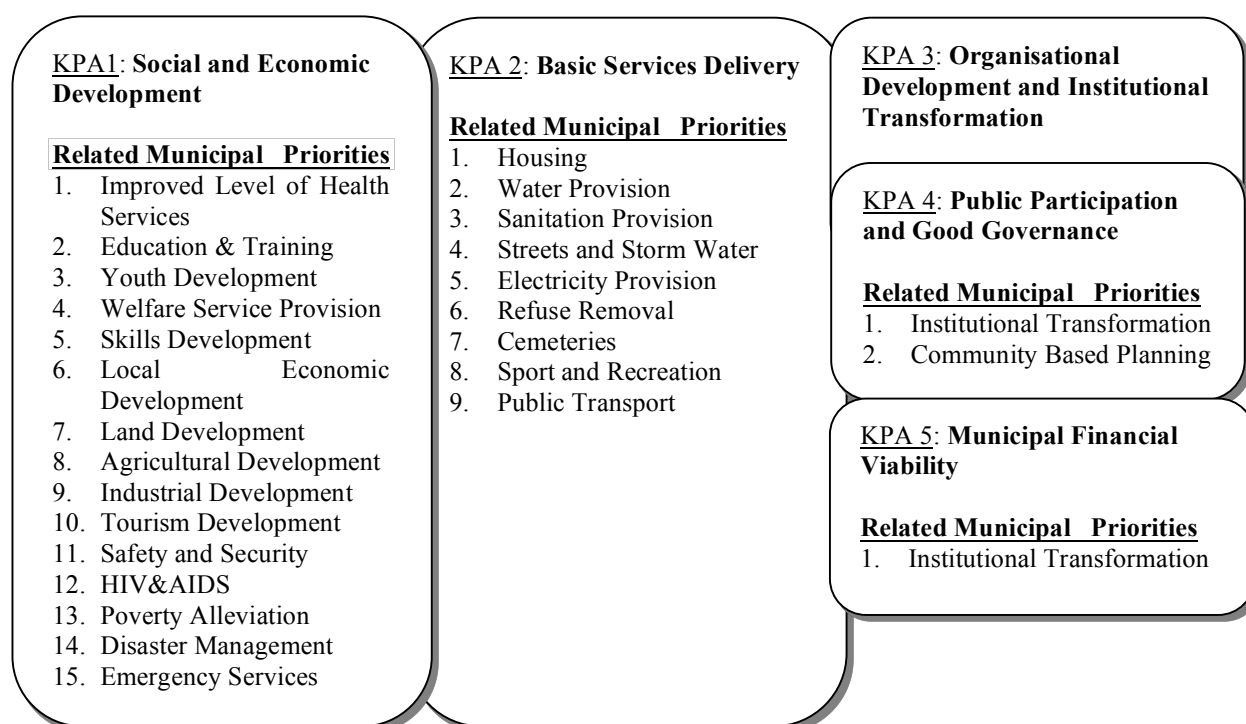 KPA1: Social and Economic
Development
Related Municipal Priorities
1. Improved Level of Health
Services
2. Education & Training
3. Youth Development
4. Welfare Service Provision
5. Skills Development
6. Local Economic
Development
7. Land Development
8. Agricultural Development
9. Industrial Development
10. Tourism Development
11. Safety and Security
12. HIV&AIDS
13. Poverty Alleviation
14. Disaster Management
15. Emergency Services
KPA 2: Basic Services Delivery
Related Municipal Priorities
1. Housing
2. Water Provision
3. Sanitation Provision
4. Streets and Storm Water
5. Electricity Provision
6. Refuse Removal
7. Cemeteries
8. Sport and Recreation
9. Public Transport
KPA 3: Organisational
Development and Institutional
Transformation
KPA 4: Public Participation
and Good Governance
Related Municipal Priorities
1. Institutional Transformation
2. Community Based Planning
KPA 5: Municipal Financial
Viability
Related Municipal Priorities
1. Institutional Transformation